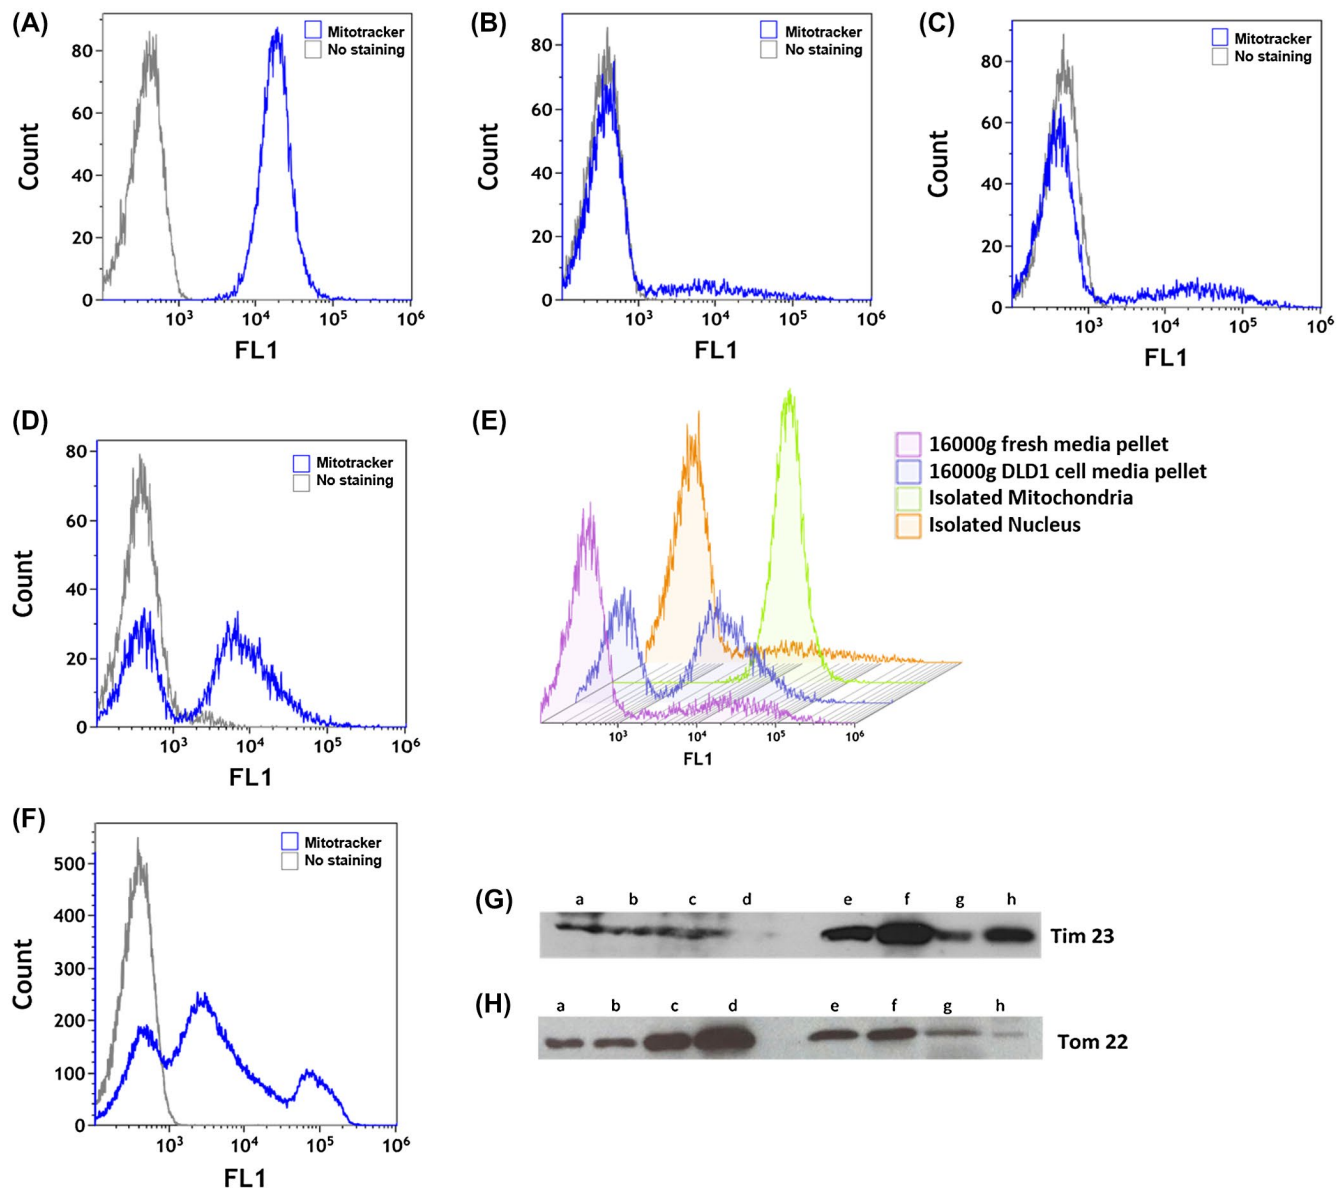 (A)
Mitotracker
No staining
80
60
40
20
0
Count
10³ 10⁴ 10⁵ 10⁶
FL1
(B)
Mitotracker
No staining
80
60
40
20
0
Count
10³ 10⁴ 10⁵ 10⁶
FL1
(C)
Mitotracker
No staining
80
60
40
20
0
Count
10³ 10⁴ 10⁵ 10⁶
FL1
(D)
Mitotracker
No staining
80
60
40
20
0
Count
10³ 10⁴ 10⁵ 10⁶
FL1
(E)
16000g fresh media pellet
16000g DLD1 cell media pellet
Isolated Mitochondria
Isolated Nucleus
10³ 10⁴ 10⁵ 10⁶
FL1
(F)
Mitotracker
No staining
500
400
300
200
100
0
Count
10³ 10⁴ 10⁵ 10⁶
FL1
(G)
a b c d e f g h
Tim 23
(H)
a b c d e f g h
Tom 22